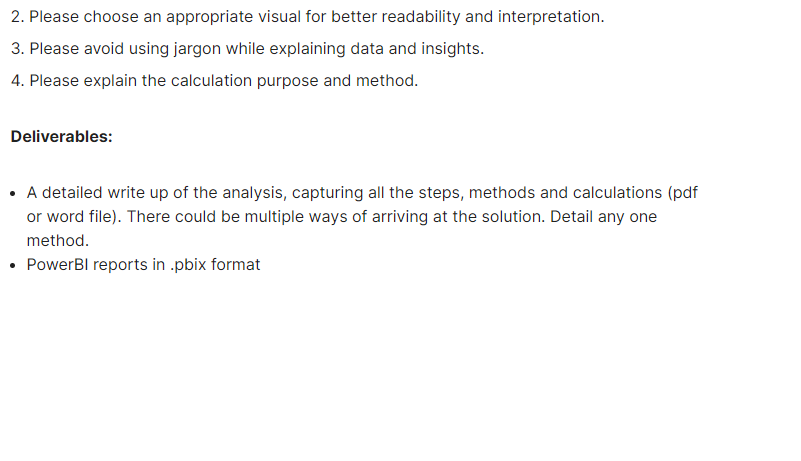 2. Please choose an appropriate visual for better readability and interpretation.
3. Please avoid using jargon while explaining data and insights.
4. Please explain the calculation purpose and method.
Deliverables:
• A detailed write up of the analysis, capturing all the steps, methods and calculations (pdf
or word file). There could be multiple ways of arriving at the solution. Detail any one
method.
• PowerBI reports in .pbix format